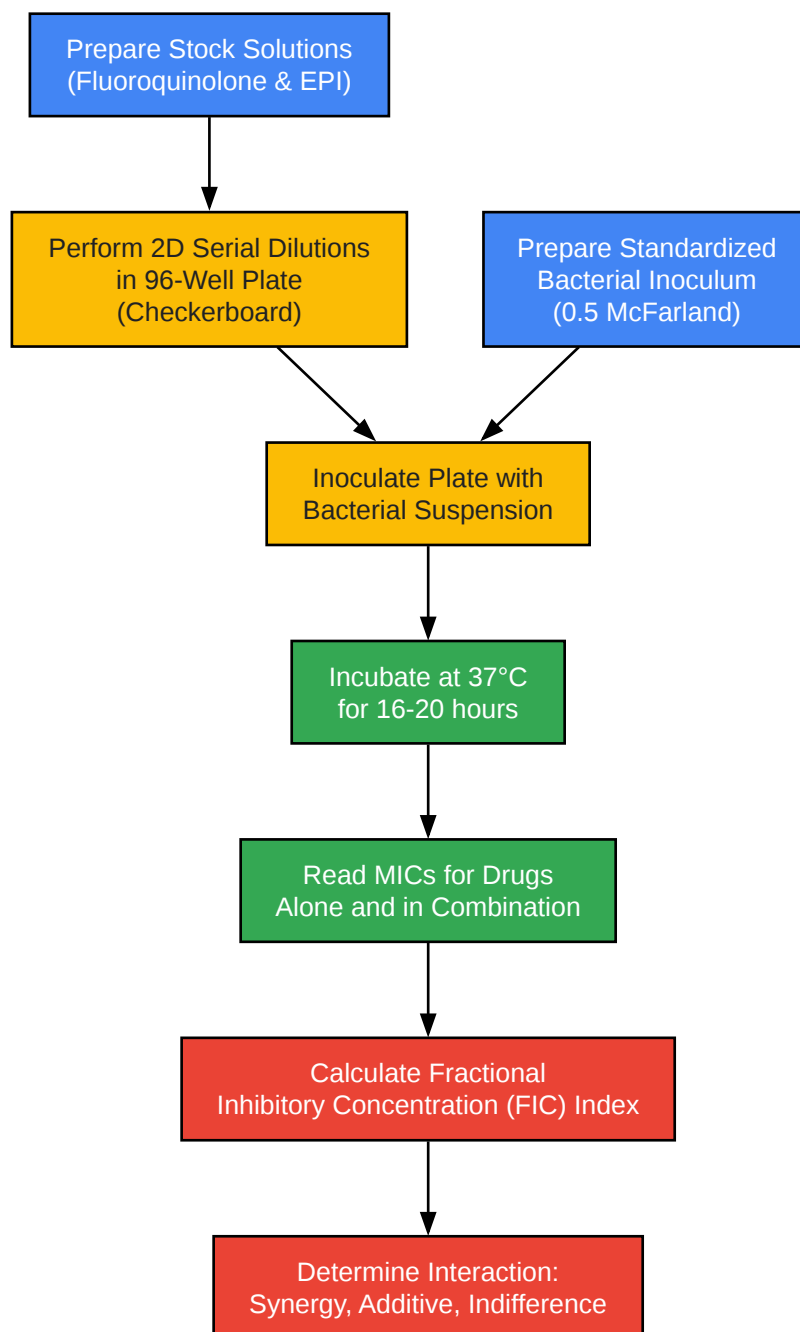 Prepare Stock Solutions
(Fluoroquinolone & EPI)
Perform 2D Serial Dilutions
in 96-Well Plate
(Checkerboard)
Prepare Standardized
Bacterial Inoculum
(0.5 McFarland)
Inoculate Plate with
Bacterial Suspension
Incubate at 37°C
for 16-20 hours
Read MICs for Drugs
Alone and in Combination
Calculate Fractional
Inhibitory Concentration (FIC) Index
Determine Interaction:
Synergy, Additive, Indifference